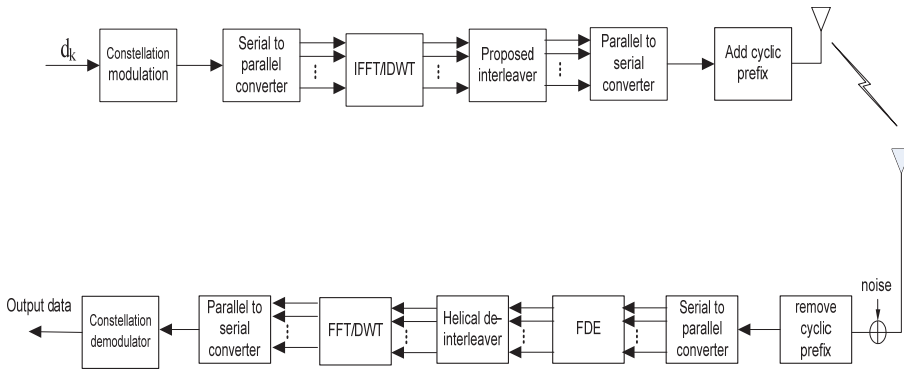 d_k
Constellation
modulation
Serial to
parallel
converter
IFFT/IDWT
Proposed
interleaver
Parallel to
serial
converter
Add cyclic
prefix
Output data
Constellation
demodulator
Parallel to
serial
converter
FFT/DWT
Helical de-
interleaver
FDE
Serial to
parallel
converter
remove
cyclic
prefix
noise